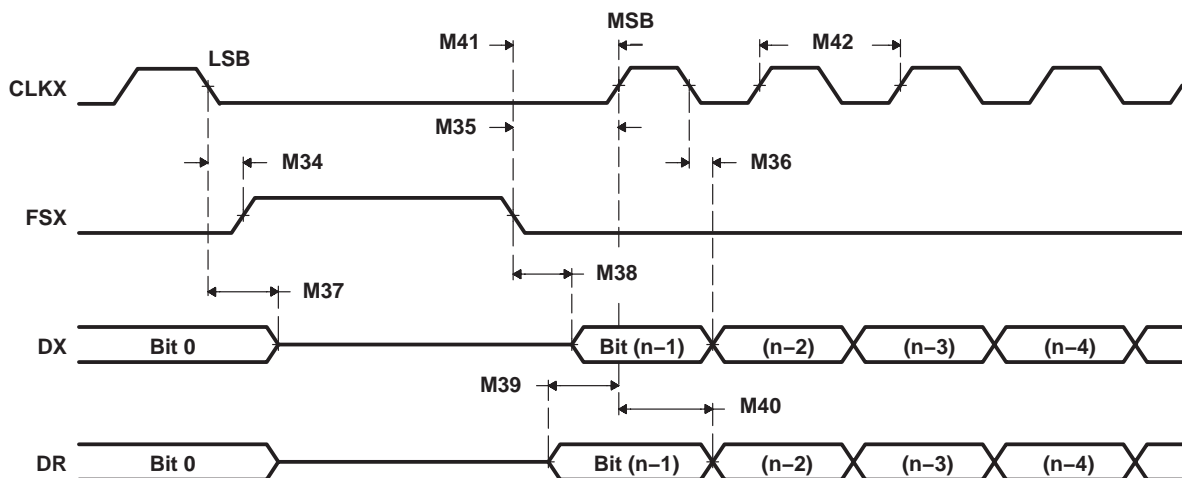 MSB
M41
M42
LSB
CLKX
M35
M34
M36
FSX
M38
M37
DX Bit 0 Bit (n−1) (n−2) (n−3) (n−4)
M39
M40
DR Bit 0 Bit (n−1) (n−2) (n−3) (n−4)